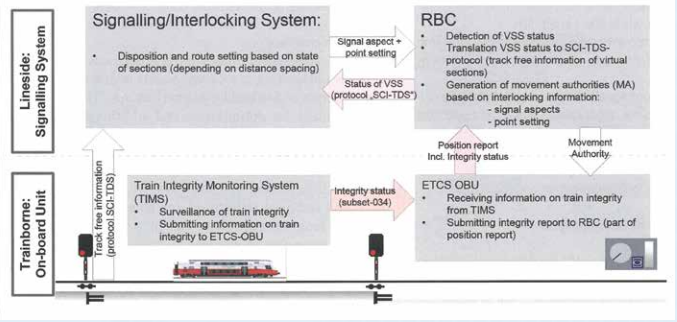 Lineside:
Signalling System
Signalling/Interlocking System:
• Disposition and route setting based on state
of sections (depending on distance spacing)
Signal aspect +
point setting
Status of VSS
(protocol „SCI-TDS“)
RBC
• Detection of VSS status
• Translation VSS status to SCI-TDS-
protocol (track free information of virtual
sections)
• Generation of movement authorities (MA)
based on interlocking information:
- signal aspects
- point setting
Position report
Incl. Integrity status
Movement
Authority
Trainborne:
On-board Unit
Track free information
(protocol SCI-TDS)
Train Integrity Monitoring System
(TIMS)
• Surveillance of train integrity
• Submitting information on train
integrity to ETCS-OBU
Integrity status
(subset-034)
ETCS OBU
• Receiving information on train integrity
from TIMS
• Submitting integrity report to RBC (part of
position report)